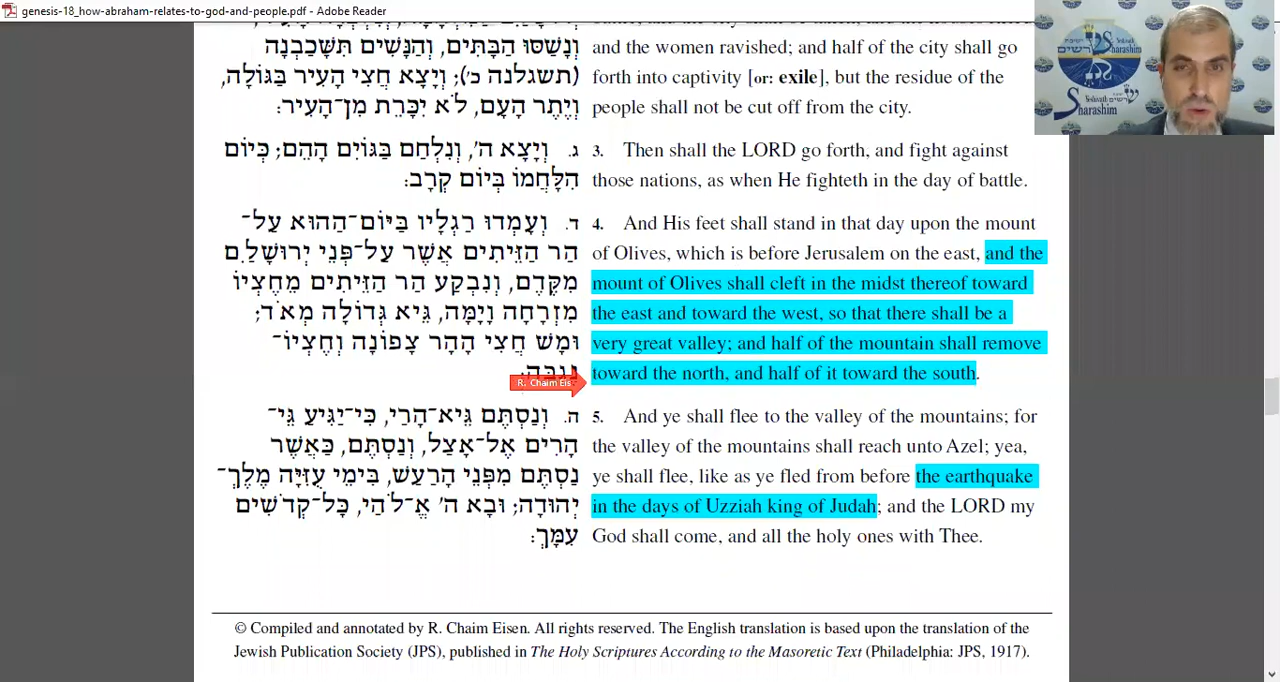 genesis-18_how-abraham-relates-to-god-and-people.pdf - Adobe Reader
וְנָשַׁסּוּ הַבָּתִּים, וְהַנָּשִׁים תִּשָּׁכַבְנָה
(תשגלנה כ׳); וְיָצָא חֲצִי הָעִיר בַּגּוֹלָה,
וְיֶתֶר הָעָם, לֹא יִכָּרֵת מִן־הָעִיר:
and the women ravished; and half of the city shall go
forth into captivity [or: exile], but the residue of the
people shall not be cut off from the city.
ג. וְיָצָא ה׳, וְנִלְחַם בַּגּוֹיִם הָהֵם; כְּיוֹם
הִלָּחֲמוֹ בְּיוֹם קְרָב:
3. Then shall the LORD go forth, and fight against
those nations, as when He fighteth in the day of battle.
ד. וְעָמְדוּ רַגְלָיו בַּיּוֹם־הַהוּא עַל־
הַר הַזֵּיתִים אֲשֶׁר עַל־פְּנֵי יְרוּשָׁלַ‍ִם
מִקֶּדֶם, וְנִבְקַע הַר הַזֵּיתִים מֵחֶצְיוֹ
מִזְרָחָה וָיָמָּה, גֵּיא גְּדוֹלָה מְאֹד;
וּמָשׁ חֲצִי הָהָר צָפוֹנָה וְחֶצְיוֹ־
נֶגְבָּה:
4. And His feet shall stand in that day upon the mount
of Olives, which is before Jerusalem on the east, and the
mount of Olives shall cleft in the midst thereof toward
the east and toward the west, so that there shall be a
very great valley; and half of the mountain shall remove
toward the north, and half of it toward the south.
R. Chaim Eis
ה. וְנַסְתֶּם גֵּיא־הָרַי, כִּי־יַגִּיעַ גֵּי־
הָרִים אֶל־אָצַל, וְנַסְתֶּם, כַּאֲשֶׁר
נַסְתֶּם מִפְּנֵי הָרַעַשׁ, בִּימֵי עֻזִּיָּה מֶלֶךְ־
יְהוּדָה; וּבָא ה׳ אֱ־לֹהַי, כָּל־קְדֹשִׁים
עִמָּךְ:
5. And ye shall flee to the valley of the mountains; for
the valley of the mountains shall reach unto Azel; yea,
ye shall flee, like as ye fled from before the earthquake
in the days of Uzziah king of Judah; and the LORD my
God shall come, and all the holy ones with Thee.
© Compiled and annotated by R. Chaim Eisen. All rights reserved. The English translation is based upon the translation of the
Jewish Publication Society (JPS), published in The Holy Scriptures According to the Masoretic Text (Philadelphia: JPS, 1917).
Yeshivath
Sharashim